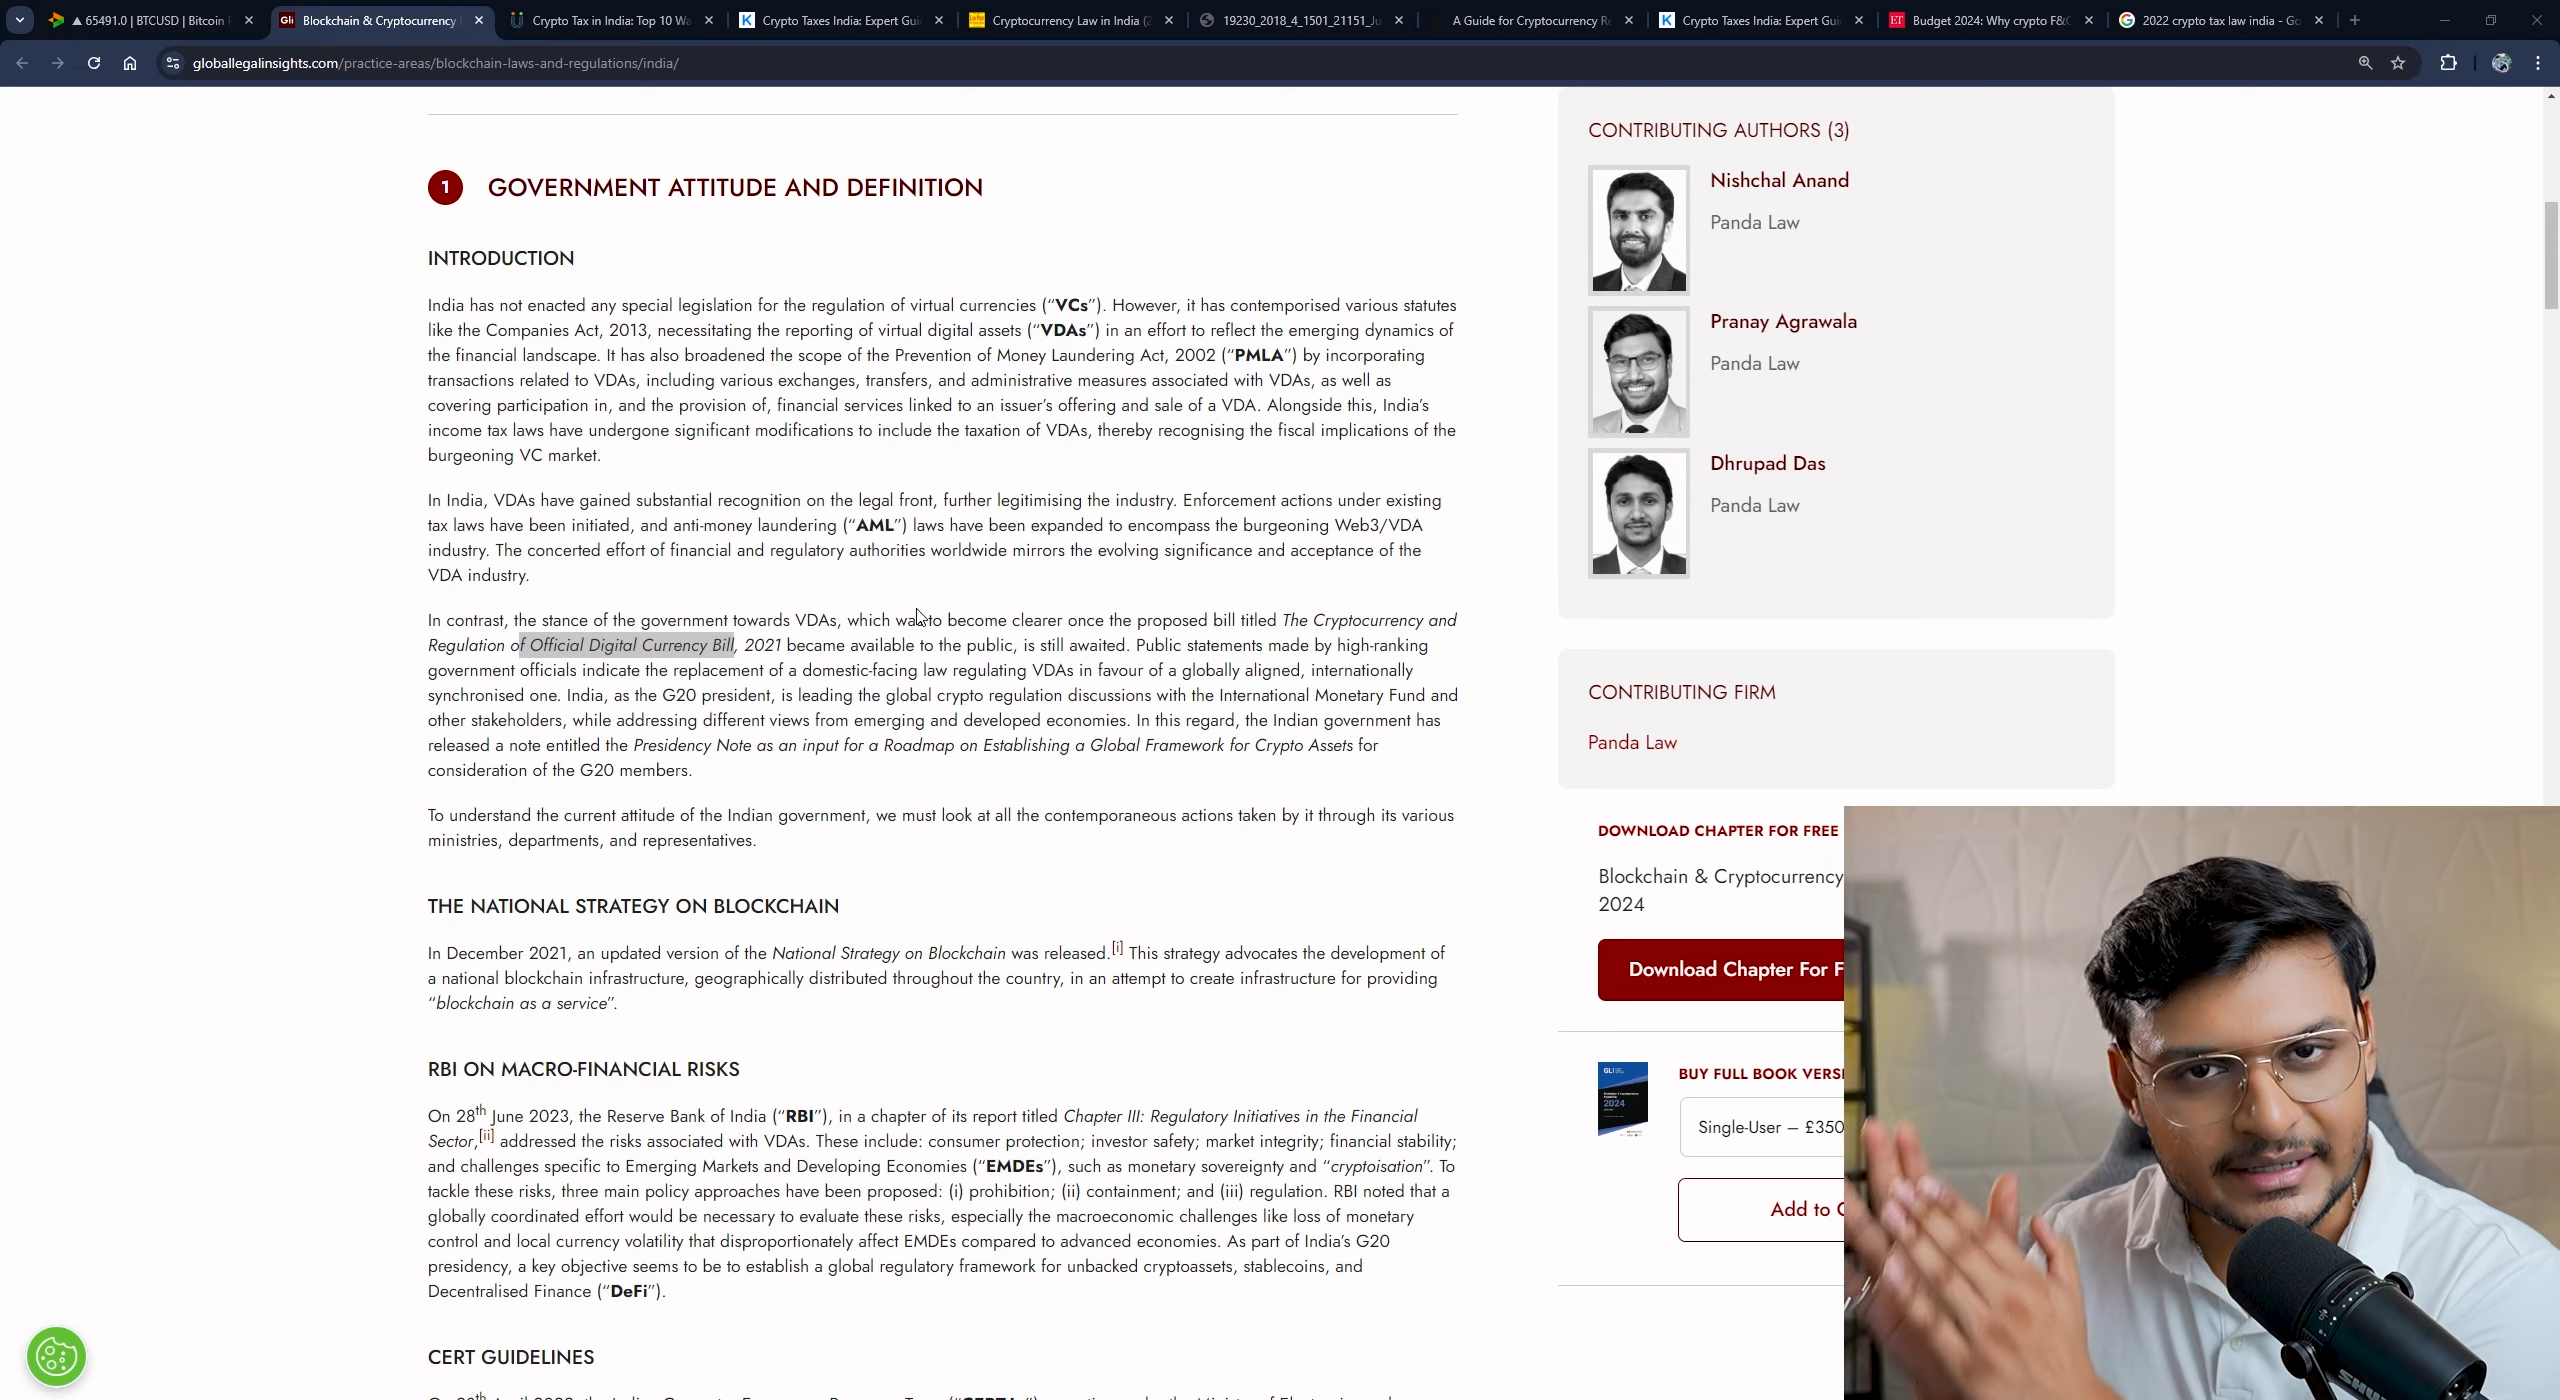 65491.0 | BTCUSD | Bitcoin
Blockchain & Cryptocurrency
Crypto Tax in India: Top 10 Wa
Crypto Taxes India: Expert Gui
Cryptocurrency Law in India (2
19230_2018_4_1501_21151_Ju
A Guide for Cryptocurrency R
Crypto Taxes India: Expert Gui
Budget 2024: Why crypto F&O
2022 crypto tax law india - Go
globallegalinsights.com/practice-areas/blockchain-laws-and-regulations/india/
1 GOVERNMENT ATTITUDE AND DEFINITION
INTRODUCTION
India has not enacted any special legislation for the regulation of virtual currencies (“VCs”). However, it has contemporised various statutes
like the Companies Act, 2013, necessitating the reporting of virtual digital assets (“VDAs”) in an effort to reflect the emerging dynamics of
the financial landscape. It has also broadened the scope of the Prevention of Money Laundering Act, 2002 (“PMLA”) by incorporating
transactions related to VDAs, including various exchanges, transfers, and administrative measures associated with VDAs, as well as
covering participation in, and the provision of, financial services linked to an issuer’s offering and sale of a VDA. Alongside this, India’s
income tax laws have undergone significant modifications to include the taxation of VDAs, thereby recognising the fiscal implications of the
burgeoning VC market.
In India, VDAs have gained substantial recognition on the legal front, further legitimising the industry. Enforcement actions under existing
tax laws have been initiated, and anti-money laundering (“AML”) laws have been expanded to encompass the burgeoning Web3/VDA
industry. The concerted effort of financial and regulatory authorities worldwide mirrors the evolving significance and acceptance of the
VDA industry.
In contrast, the stance of the government towards VDAs, which was to become clearer once the proposed bill titled The Cryptocurrency and
Regulation of Official Digital Currency Bill, 2021 became available to the public, is still awaited. Public statements made by high-ranking
government officials indicate the replacement of a domestic-facing law regulating VDAs in favour of a globally aligned, internationally
synchronised one. India, as the G20 president, is leading the global crypto regulation discussions with the International Monetary Fund and
other stakeholders, while addressing different views from emerging and developed economies. In this regard, the Indian government has
released a note entitled the Presidency Note as an input for a Roadmap on Establishing a Global Framework for Crypto Assets for
consideration of the G20 members.
To understand the current attitude of the Indian government, we must look at all the contemporaneous actions taken by it through its various
ministries, departments, and representatives.
THE NATIONAL STRATEGY ON BLOCKCHAIN
In December 2021, an updated version of the National Strategy on Blockchain was released.[i] This strategy advocates the development of
a national blockchain infrastructure, geographically distributed throughout the country, in an attempt to create infrastructure for providing
“blockchain as a service”.
RBI ON MACRO-FINANCIAL RISKS
On 28th June 2023, the Reserve Bank of India (“RBI”), in a chapter of its report titled Chapter III: Regulatory Initiatives in the Financial
Sector,[ii] addressed the risks associated with VDAs. These include: consumer protection; investor safety; market integrity; financial stability;
and challenges specific to Emerging Markets and Developing Economies (“EMDEs”), such as monetary sovereignty and “cryptoisation”. To
tackle these risks, three main policy approaches have been proposed: (i) prohibition; (ii) containment; and (iii) regulation. RBI noted that a
globally coordinated effort would be necessary to evaluate these risks, especially the macroeconomic challenges like loss of monetary
control and local currency volatility that disproportionately affect EMDEs compared to advanced economies. As part of India’s G20
presidency, a key objective seems to be to establish a global regulatory framework for unbacked cryptoassets, stablecoins, and
Decentralised Finance (“DeFi”).
CERT GUIDELINES
CONTRIBUTING AUTHORS (3)
Nishchal Anand
Panda Law
Pranay Agrawala
Panda Law
Dhrupad Das
Panda Law
CONTRIBUTING FIRM
Panda Law
DOWNLOAD CHAPTER FOR FREE
Blockchain & Cryptocurrency
2024
Download Chapter For F
GLI
2024
BUY FULL BOOK VERSI
Single-User – £350
Add to C